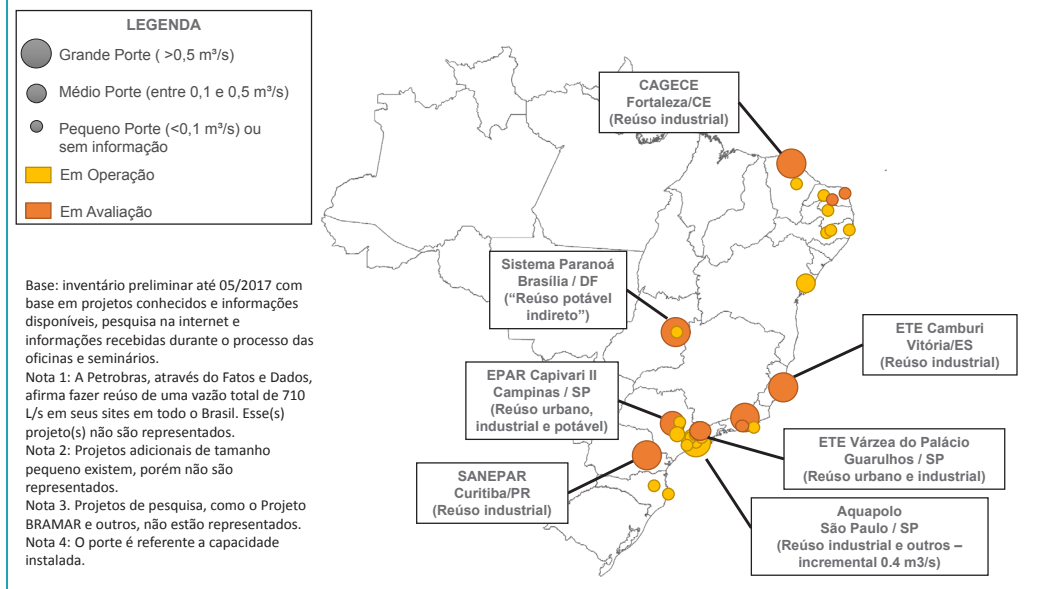 LEGENDA
Grande Porte ( >0,5 m³/s)
Médio Porte (entre 0,1 e 0,5 m³/s)
Pequeno Porte (<0,1 m³/s) ou
sem informação
Em Operação
Em Avaliação
Base: inventário preliminar até 05/2017 com
base em projetos conhecidos e informações
disponíveis, pesquisa na internet e
informações recebidas durante o processo das
oficinas e seminários.
Nota 1: A Petrobras, através do Fatos e Dados,
afirma fazer reúso de uma vazão total de 710
L/s em seus sites em todo o Brasil. Esse(s)
projeto(s) não são representados.
Nota 2: Projetos adicionais de tamanho
pequeno existem, porém não são
representados.
Nota 3. Projetos de pesquisa, como o Projeto
BRAMAR e outros, não estão representados.
Nota 4: O porte é referente a capacidade
instalada.
CAGECE
Fortaleza/CE
(Reúso industrial)
Sistema Paranoá
Brasília / DF
(“Reúso potável
indireto”)
ETE Camburi
Vitória/ES
(Reúso industrial)
EPAR Capivari II
Campinas / SP
(Reúso urbano,
industrial e potável)
ETE Várzea do Palácio
Guarulhos / SP
(Reúso urbano e industrial)
SANEPAR
Curitiba/PR
(Reúso industrial)
Aquapolo
São Paulo / SP
(Reúso industrial e outros –
incremental 0.4 m3/s)